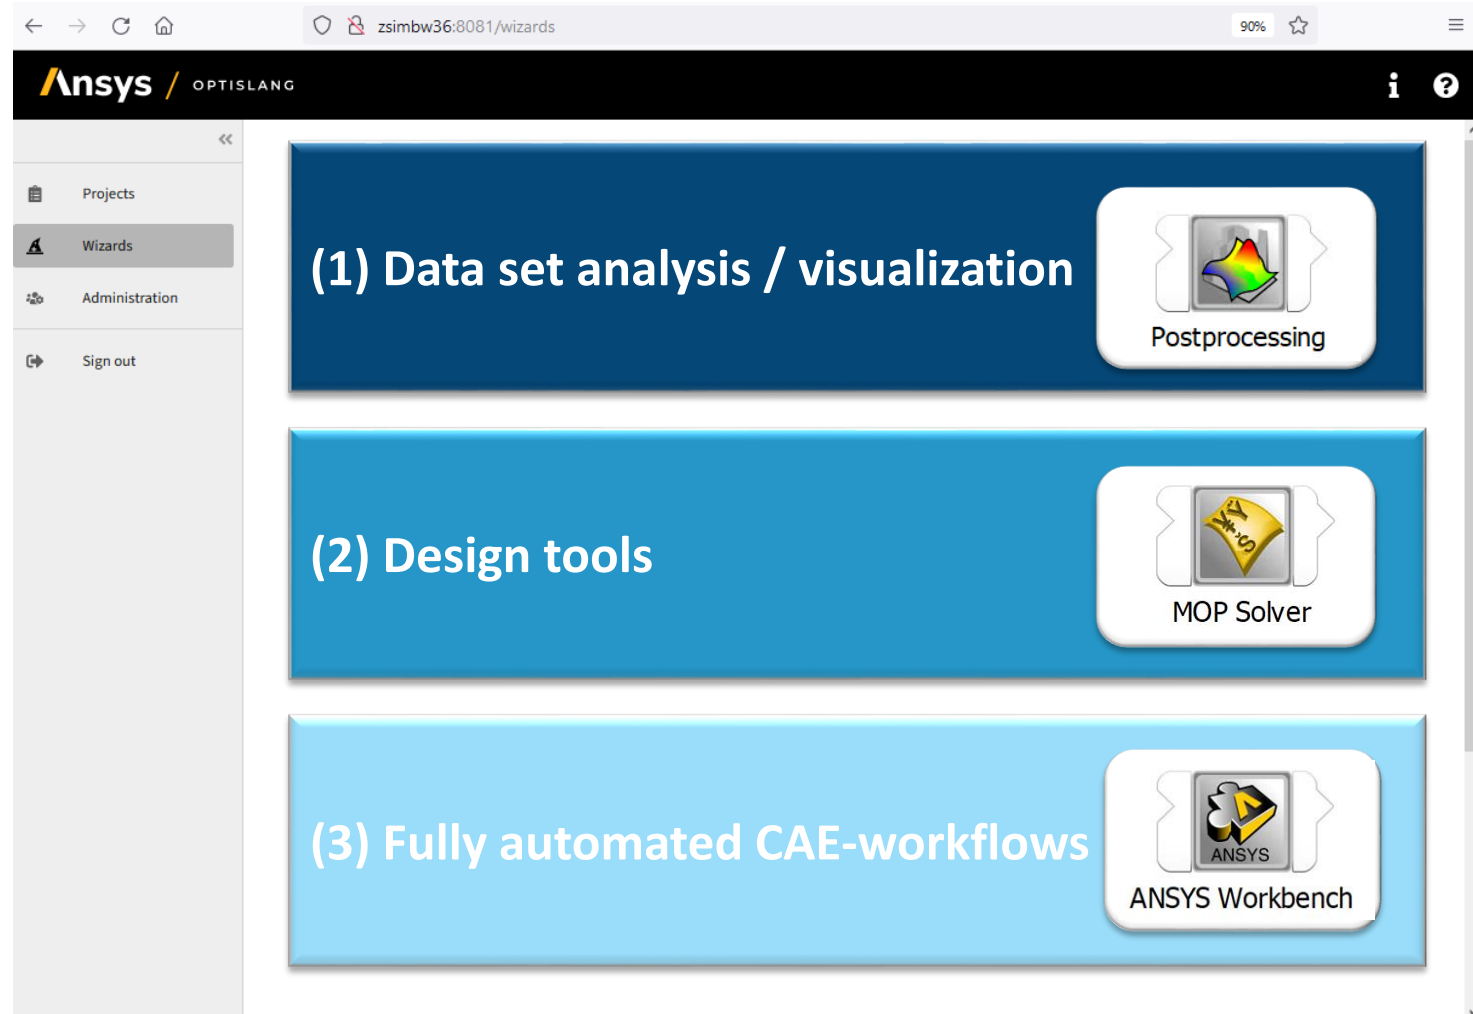 zsimbw36:8081/wizards
90%
Ansys / OPTISLANG
Projects
Wizards
Administration
Sign out
(1) Data set analysis / visualization
Postprocessing
(2) Design tools
¥€$
MOP Solver
(3) Fully automated CAE-workflows
ANSYS
ANSYS Workbench